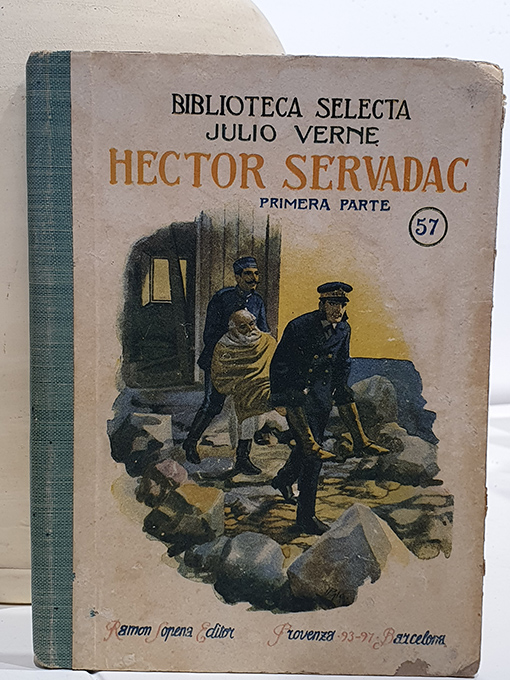 BIBLIOTECA SELECTA
JULIO VERNE
HECTOR SERVADAC
PRIMERA PARTE
57
Ramon Sopena Editor Provenza - 93-97 - Barcelona